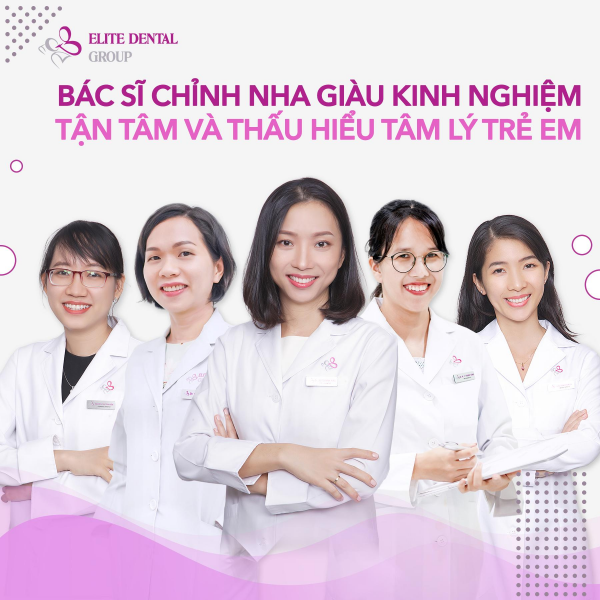 ELITE DENTAL
GROUP
BÁC SĨ CHỈNH NHA GIÀU KINH NGHIỆM
TẬN TÂM VÀ THẤU HIỂU TÂM LÝ TRẺ EM